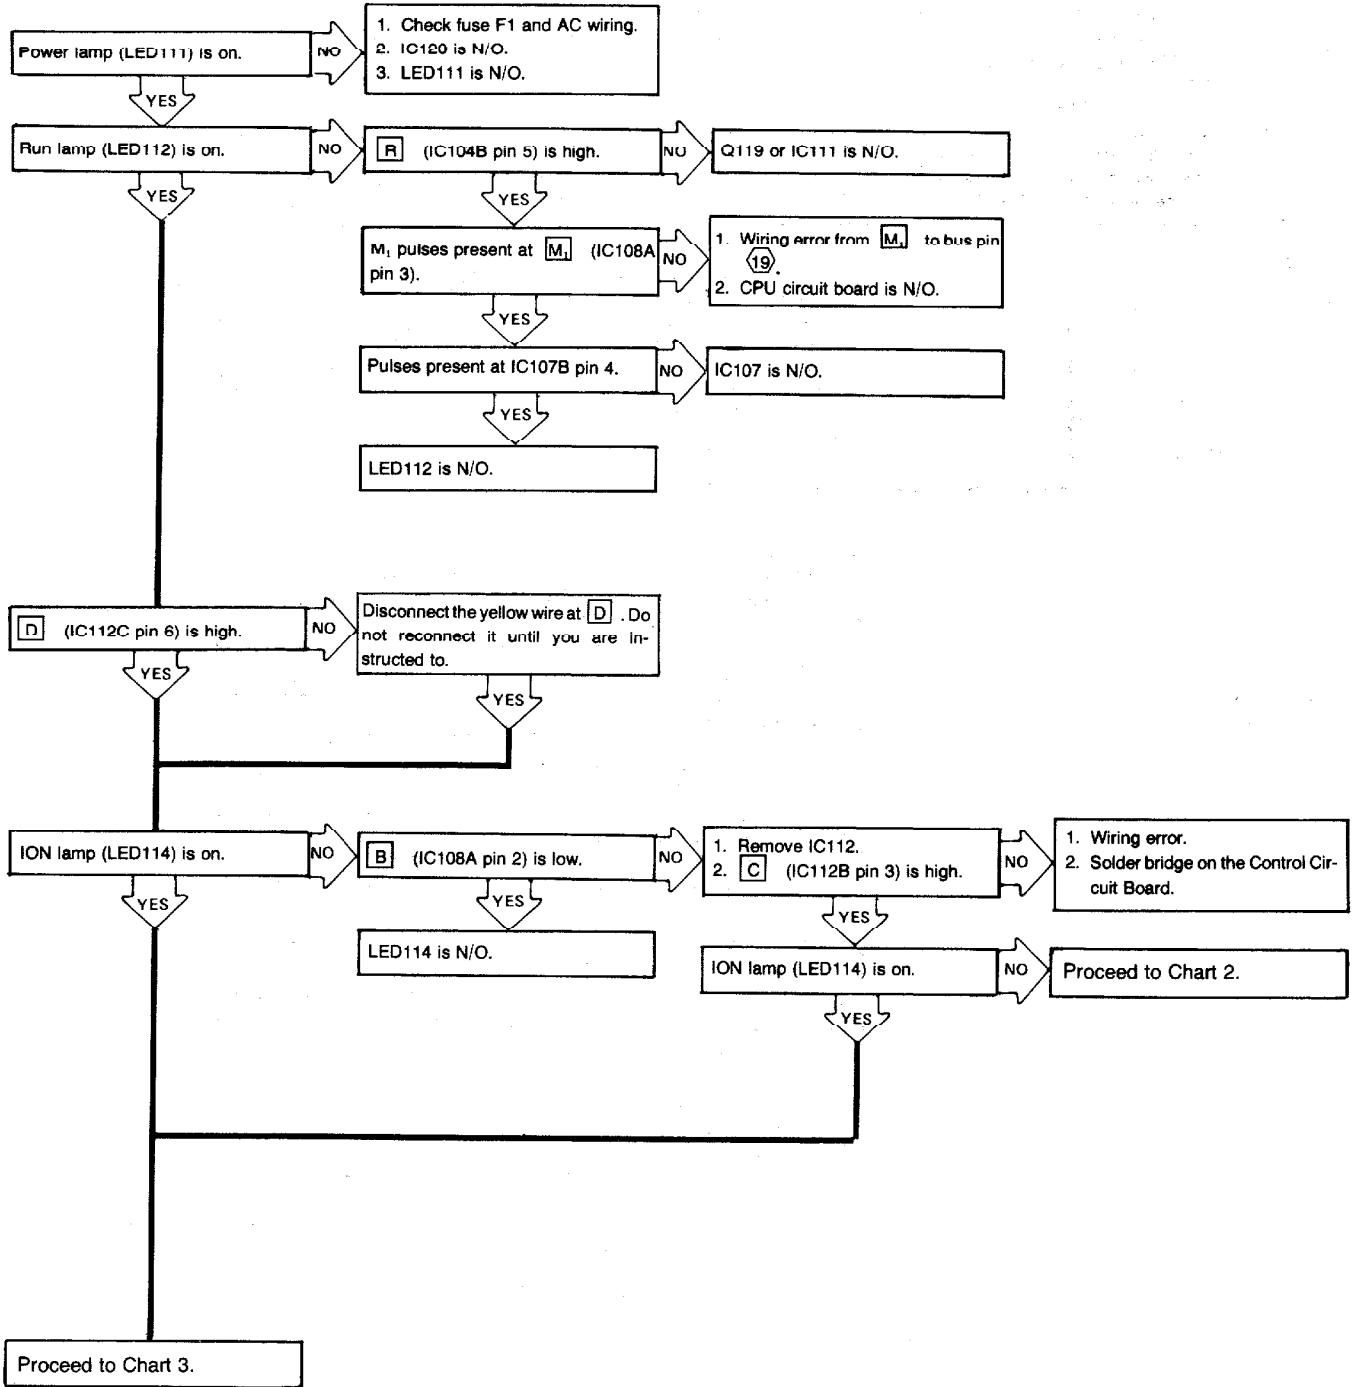 Power lamp (LED111) is on.
NO
1. Check fuse F1 and AC wiring.
2. IC120 is N/O.
3. LED111 is N/O.
YES
Run lamp (LED112) is on.
NO
R (IC104B pin 5) is high.
NO
Q119 or IC111 is N/O.
YES
YES
M₁ pulses present at M₁ (IC108A
pin 3).
NO
1. Wiring error from M₁ to bus pin
19.
2. CPU circuit board is N/O.
YES
Pulses present at IC107B pin 4.
NO
IC107 is N/O.
YES
LED112 is N/O.
D (IC112C pin 6) is high.
NO
Disconnect the yellow wire at D . Do
not reconnect it until you are in-
structed to.
YES
YES
ION lamp (LED114) is on.
NO
B (IC108A pin 2) is low.
NO
1. Remove IC112.
2. C (IC112B pin 3) is high.
NO
1. Wiring error.
2. Solder bridge on the Control Cir-
cuit Board.
YES
YES
YES
LED114 is N/O.
ION lamp (LED114) is on.
NO
Proceed to Chart 2.
YES
Proceed to Chart 3.